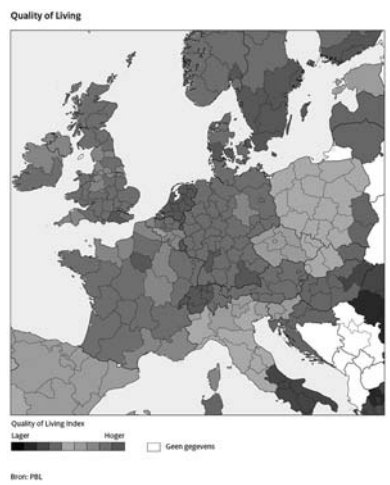 Quality of Living
Quality of Living Index
Lager Hoger
Geen gegevens
Bron: PBL